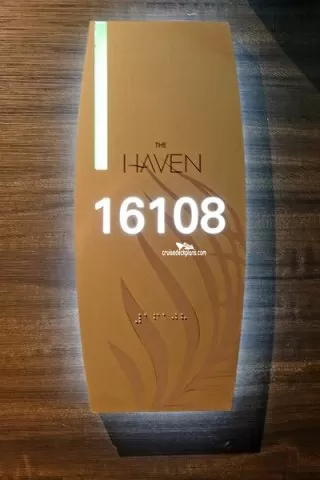 THE
HAVEN
16108
cruisedeckplans.com